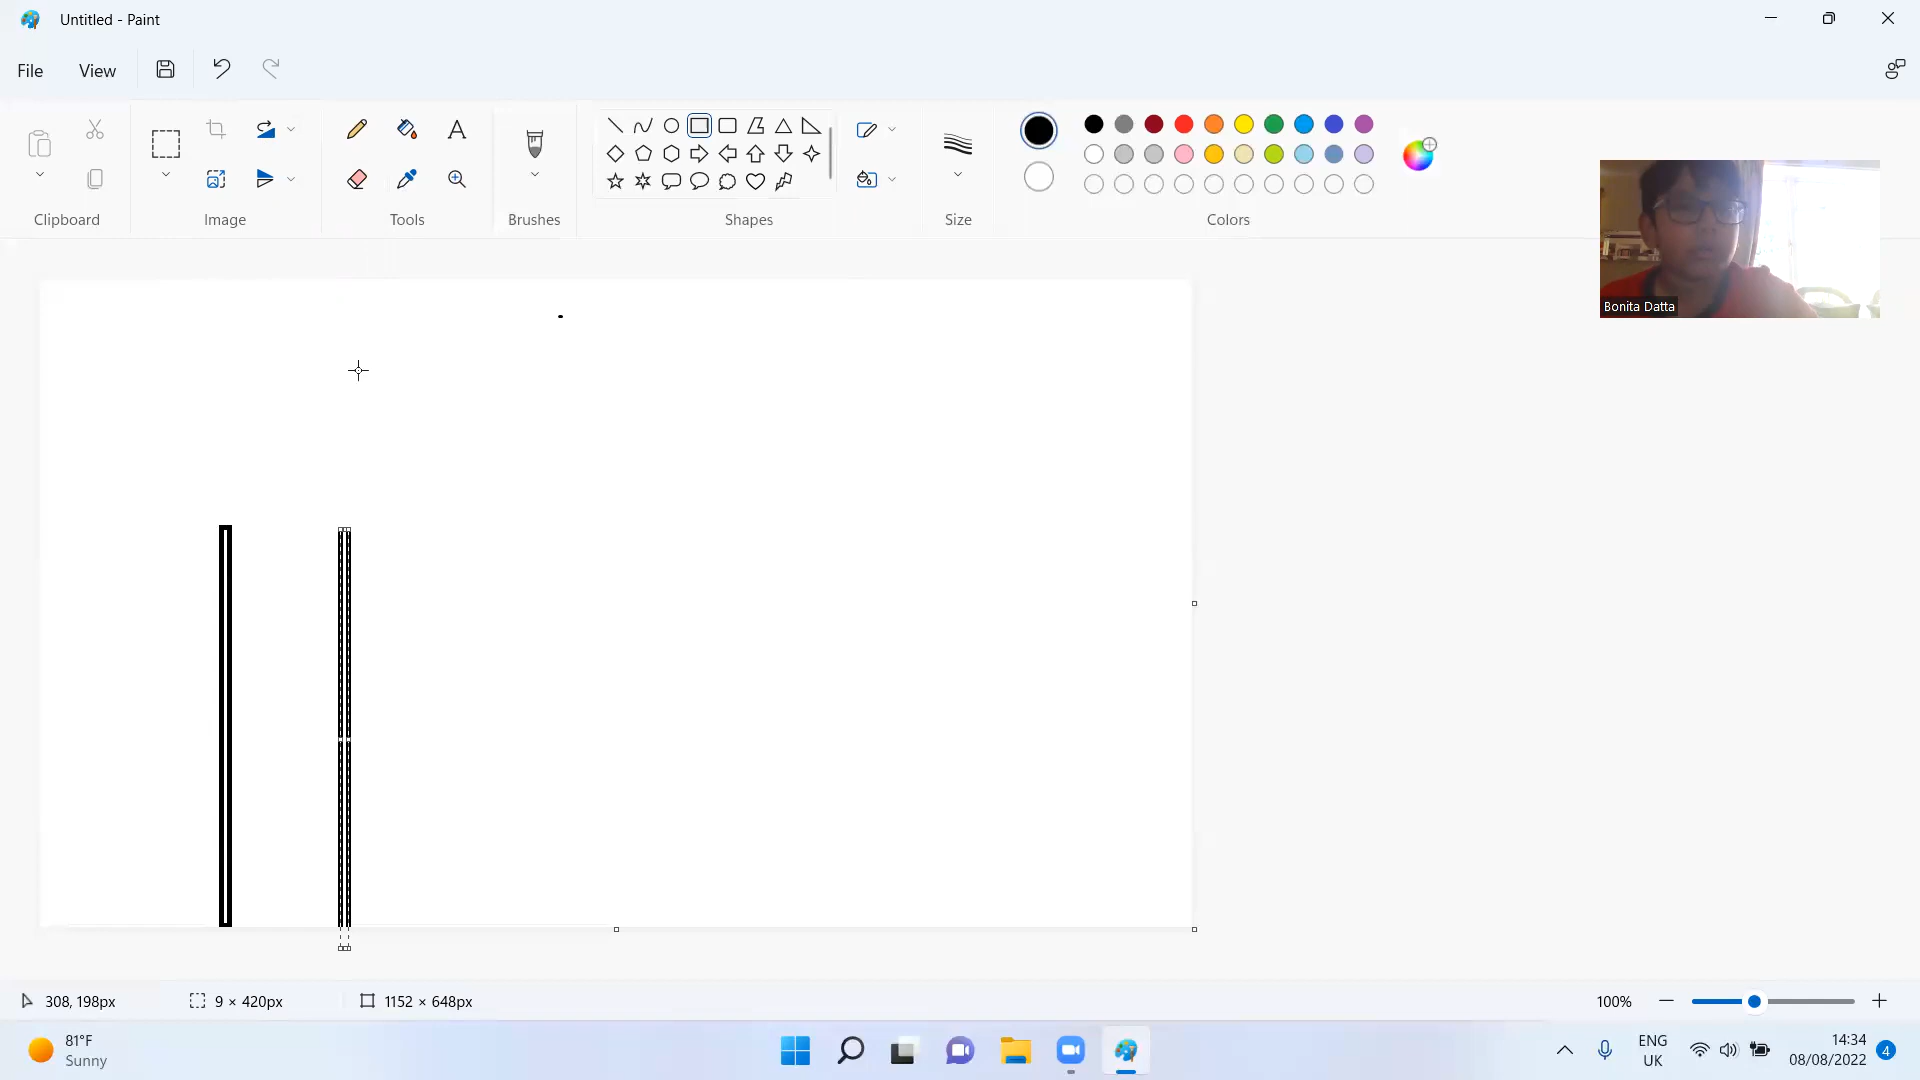 Untitled - Paint
File
View
Clipboard
Image
Tools
Brushes
Shapes
Size
Colors
Bonita Datta
308, 198px
9 × 420px
1152 × 648px
100%
81°F
Sunny
ENG
UK
14:34
08/08/2022
4